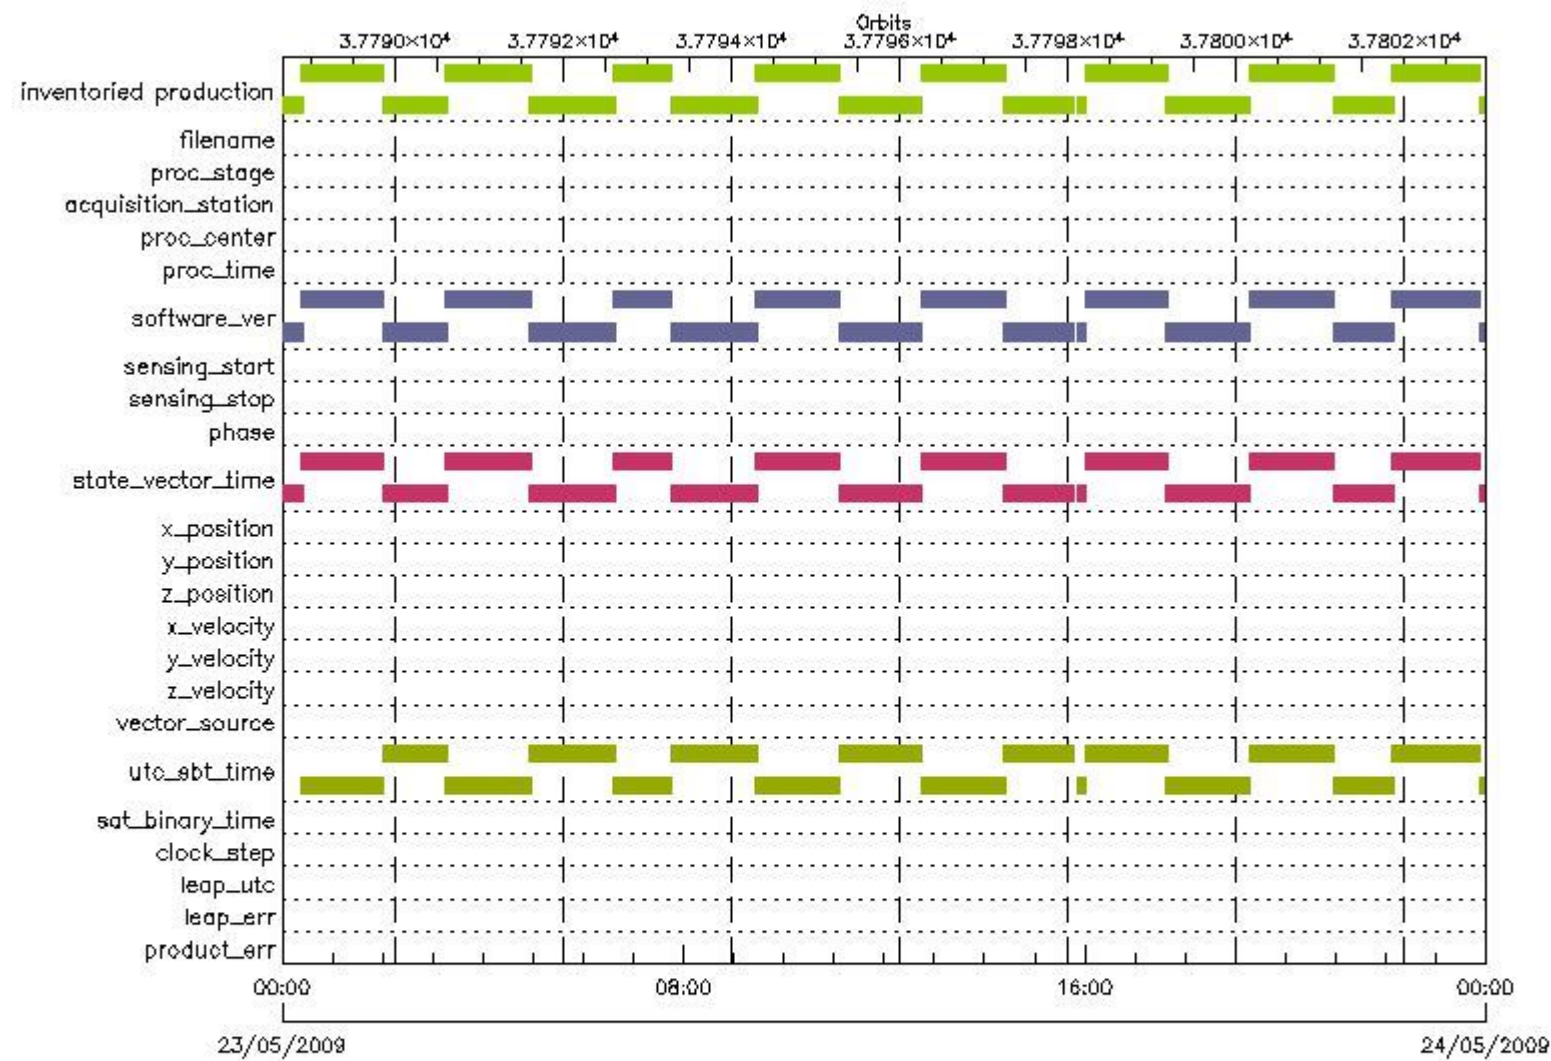 Orbits
3.7790×10⁴ 3.7792×10⁴ 3.7794×10⁴ 3.7796×10⁴ 3.7798×10⁴ 3.7800×10⁴ 3.7802×10⁴
inventoried production
filename
proc_stage
acquisition_station
proc_center
proc_time
software_ver
sensing_start
sensing_stop
phase
state_vector_time
x_position
y_position
z_position
x_velocity
y_velocity
z_velocity
vector_source
utc_sbt_time
sat_binary_time
clock_step
leap_utc
leap_err
product_err
00:00 08:00 16:00 00:00
23/05/2009 24/05/2009